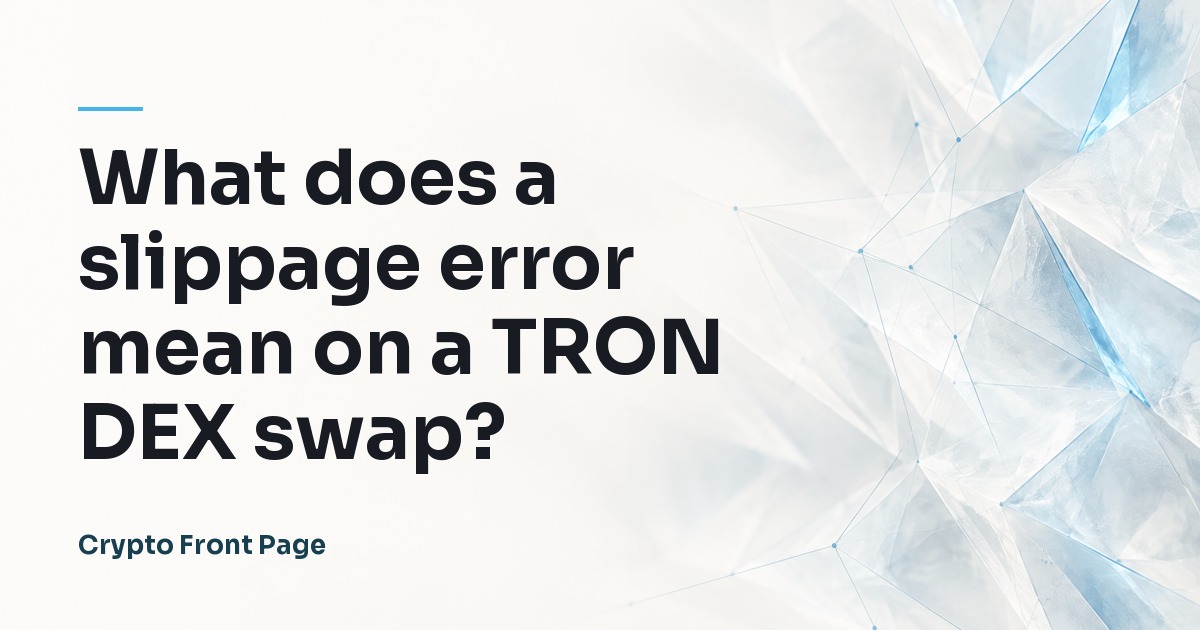 What does a
slippage error
mean on a TRON
DEX swap?
Crypto Front Page